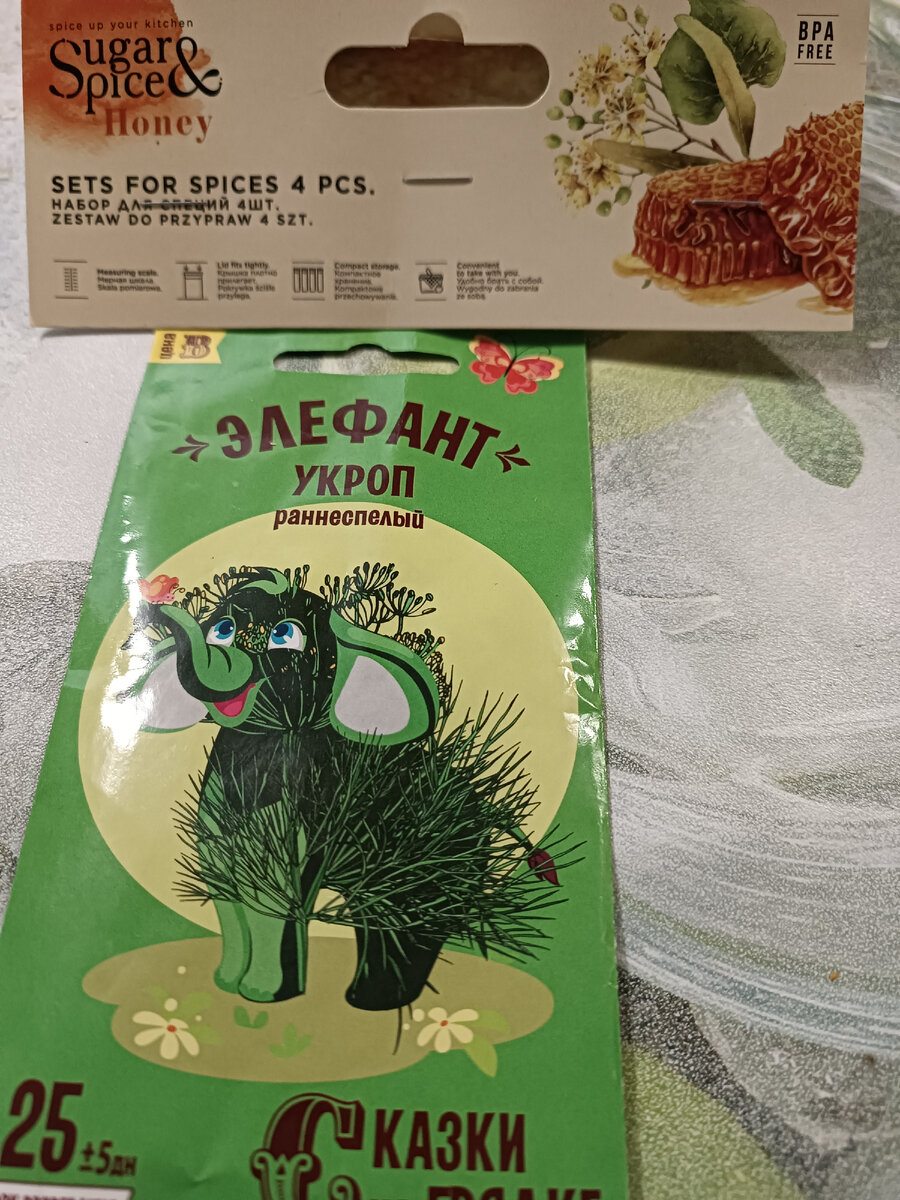 spice up your kitchen
Sugar &
Spice
Honey
BPA
FREE
SETS FOR SPICES 4 PCS.
НАБОР ДЛЯ СПЕЦИЙ 4ШТ.
ZESTAW DO PRZYPRAW 4 SZT.
Measuring scale.
Мерная шкала.
Skala pomiarowa.
Lid fits tightly.
Крышка плотно
прилегает.
Pokrywka ściśle
przylega.
Compact storage.
Компактное
хранение.
Kompaktowe
przechowywanie.
Convenient
to take with you.
Удобно брать с собой.
Wygodny do zabrania
ze sobą.
цена
ЭЛЕФАНТ
УКРОП
раннеспелый
25 ±5дн
СКАЗКИ